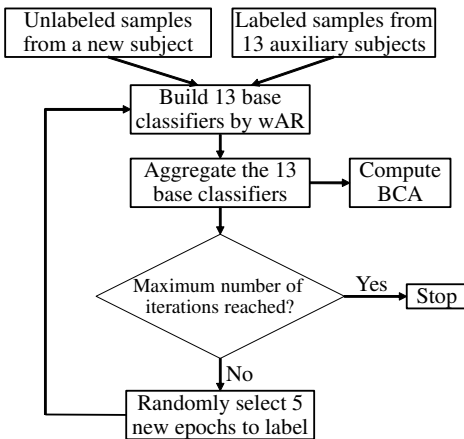 Unlabeled samples
from a new subject
Labeled samples from
13 auxiliary subjects
Build 13 base
classifiers by wAR
Aggregate the 13
base classifiers
Compute
BCA
Maximum number of
iterations reached?
Yes
Stop
No
Randomly select 5
new epochs to label